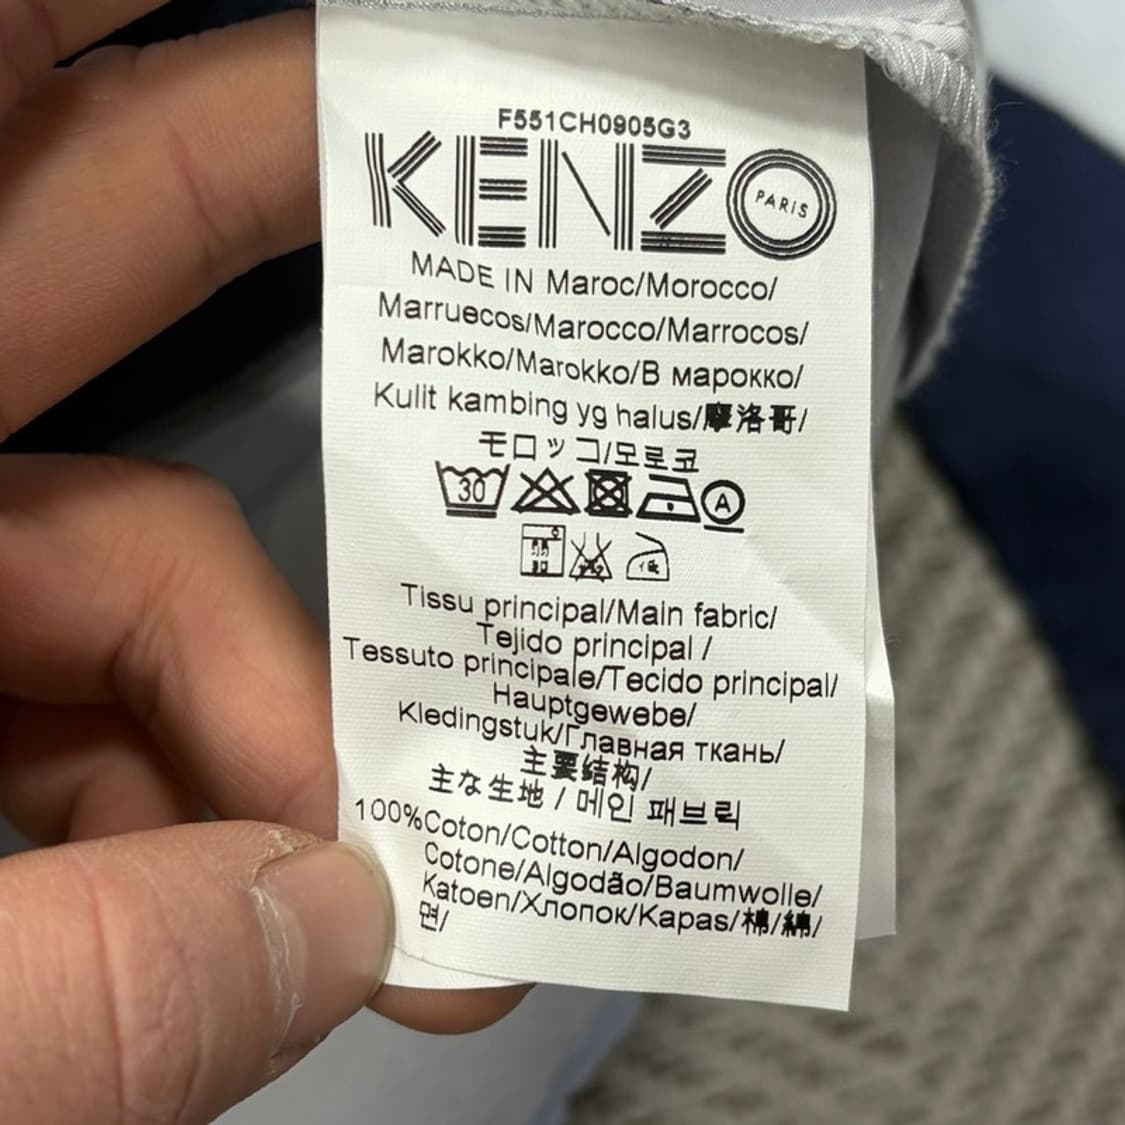 F551CH0905G3
KENZO PARIS
MADE IN Maroc/Morocco/
Marruecos/Marocco/Marrocos/
Marokko/Marokko/В марокко/
Kulit kambing yg halus/摩洛哥/
モロッコ/모로코
30 A
Tissu principal/Main fabric/
Tejido principal /
Tessuto principale/Tecido principal/
Hauptgewebe/
Kledingstuk/Главная ткань/
主要结构/
主な生地 / 메인 패브릭
100%Coton/Cotton/Algodon/
Cotone/Algodão/Baumwolle/
Katoen/Хлопок/Kapas/棉/綿/
면/